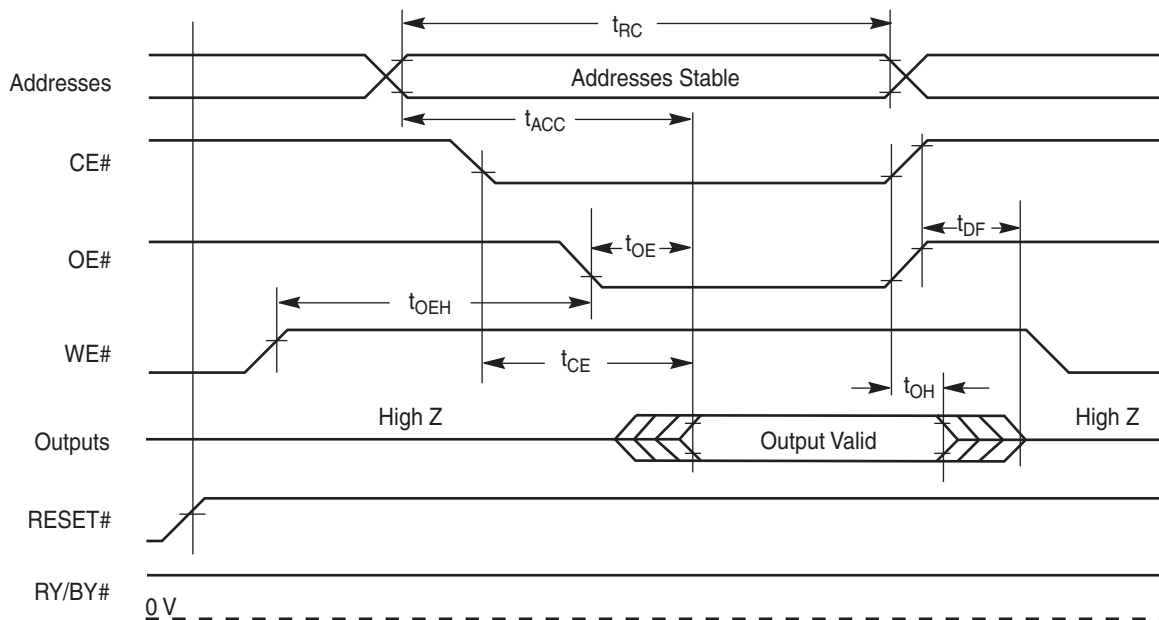 tRC
Addresses
Addresses Stable
tACC
CE#
tDF
OE#
tOE
tOEH
WE#
tCE
tOH
High Z
High Z
Outputs
Output Valid
RESET#
RY/BY#
0 V